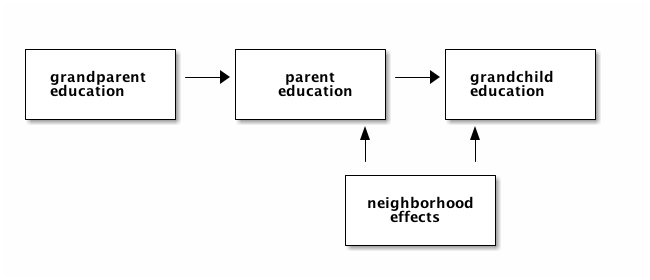 grandparent
education
parent
education
grandchild
education
neighborhood
effects